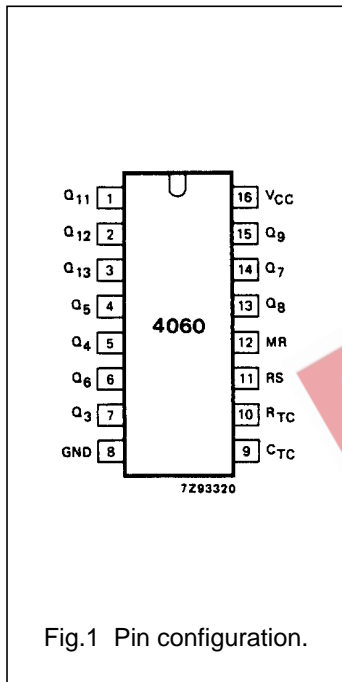 Q11 1 16 VCC
Q12 2 15 Q9
Q13 3 14 Q7
Q5 4 13 Q8
4060
Q4 5 12 MR
Q6 6 11 RS
Q3 7 10 RTC
GND 8 9 CTC
7Z93320
Fig.1 Pin configuration.